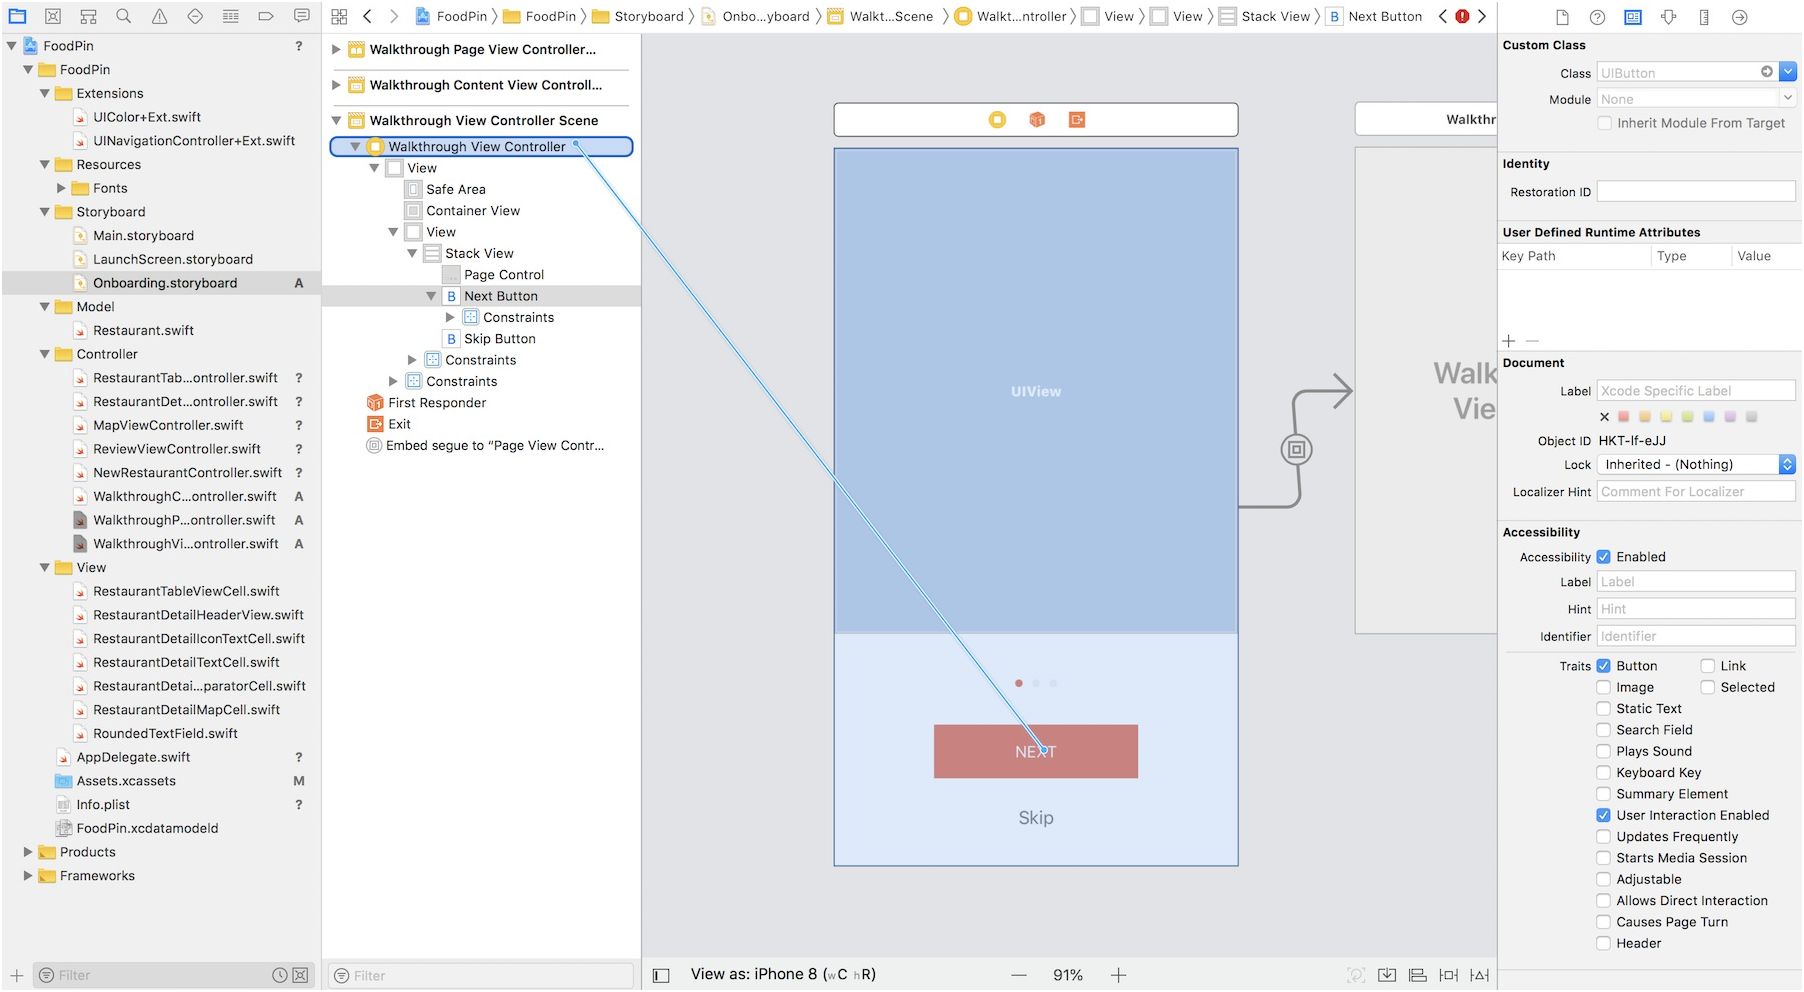 FoodPin
FoodPin
Storyboard
Onbo...yboard
Walkt...Scene
Walkt...ntroller
View
View
Stack View
B Next Button
FoodPin ?
FoodPin
Extensions
UIColor+Ext.swift
UINavigationController+Ext.swift
Resources
Fonts
Storyboard
Main.storyboard
LaunchScreen.storyboard
Onboarding.storyboard A
Model
Restaurant.swift
Controller
RestaurantTab...ontroller.swift ?
RestaurantDet...ontroller.swift ?
MapViewController.swift ?
ReviewViewController.swift ?
NewRestaurantController.swift ?
WalkthroughC...ontroller.swift A
WalkthroughP...ontroller.swift A
WalkthroughVi...ontroller.swift A
View
RestaurantTableViewCell.swift
RestaurantDetailHeaderView.swift
RestaurantDetailIconTextCell.swift
RestaurantDetailTextCell.swift
RestaurantDetai...paratorCell.swift
RestaurantDetailMapCell.swift
RoundedTextField.swift
AppDelegate.swift ?
Assets.xcassets M
Info.plist ?
FoodPin.xcdatamodeld
Products
Frameworks
Filter
Walkthrough Page View Controller...
Walkthrough Content View Controll...
Walkthrough View Controller Scene
Walkthrough View Controller
View
Safe Area
Container View
View
Stack View
Page Control
B Next Button
Constraints
B Skip Button
Constraints
Constraints
First Responder
Exit
Embed segue to “Page View Contr...
Filter
UIView
NEXT
Skip
Walkthr
Walk
Vie
View as: iPhone 8 (wC hR)
91%
Custom Class
Class UIButton
Module None
Inherit Module From Target
Identity
Restoration ID
User Defined Runtime Attributes
Key Path Type Value
Document
Label Xcode Specific Label
Object ID HKT-If-eJJ
Lock Inherited - (Nothing)
Localizer Hint Comment For Localizer
Accessibility
Accessibility Enabled
Label Label
Hint Hint
Identifier Identifier
Traits Button Link
Image Selected
Static Text
Search Field
Plays Sound
Keyboard Key
Summary Element
User Interaction Enabled
Updates Frequently
Starts Media Session
Adjustable
Allows Direct Interaction
Causes Page Turn
Header